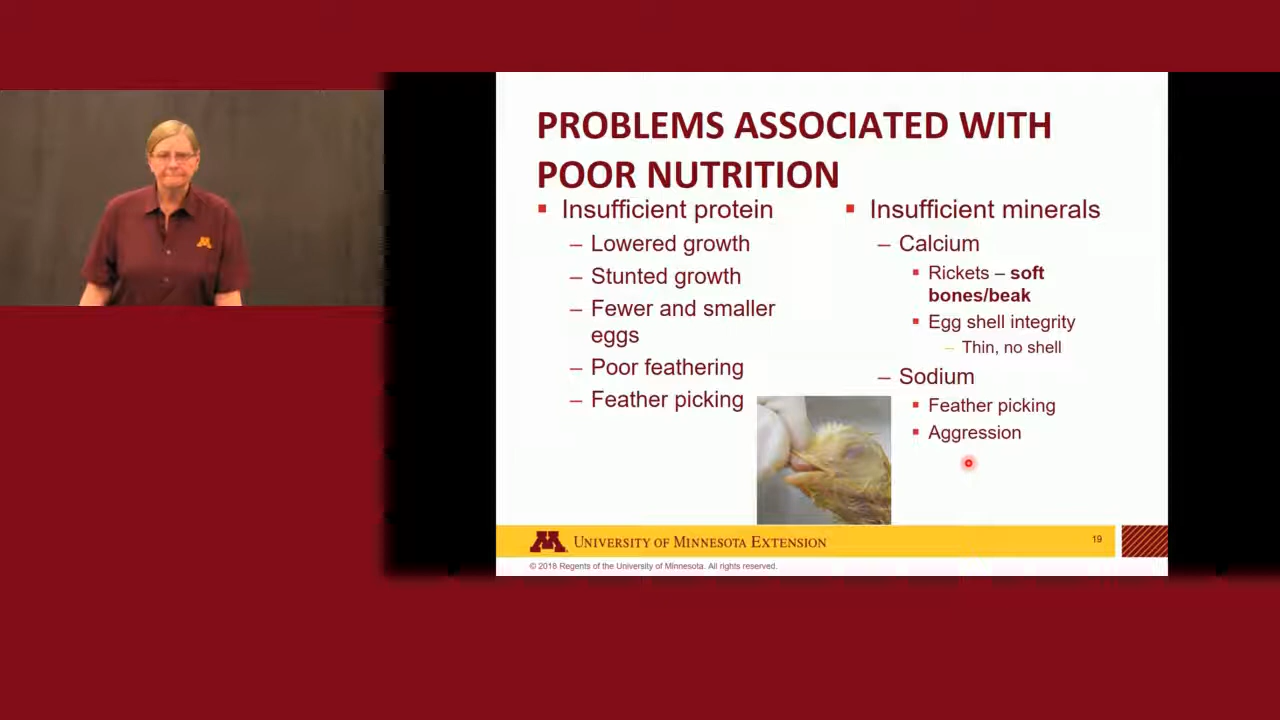 PROBLEMS ASSOCIATED WITH
POOR NUTRITION
▪ Insufficient protein
– Lowered growth
– Stunted growth
– Fewer and smaller
eggs
– Poor feathering
– Feather picking
▪ Insufficient minerals
– Calcium
▪ Rickets – soft
bones/beak
▪ Egg shell integrity
– Thin, no shell
– Sodium
▪ Feather picking
▪ Aggression
M UNIVERSITY OF MINNESOTA EXTENSION
19
© 2018 Regents of the University of Minnesota. All rights reserved.
M